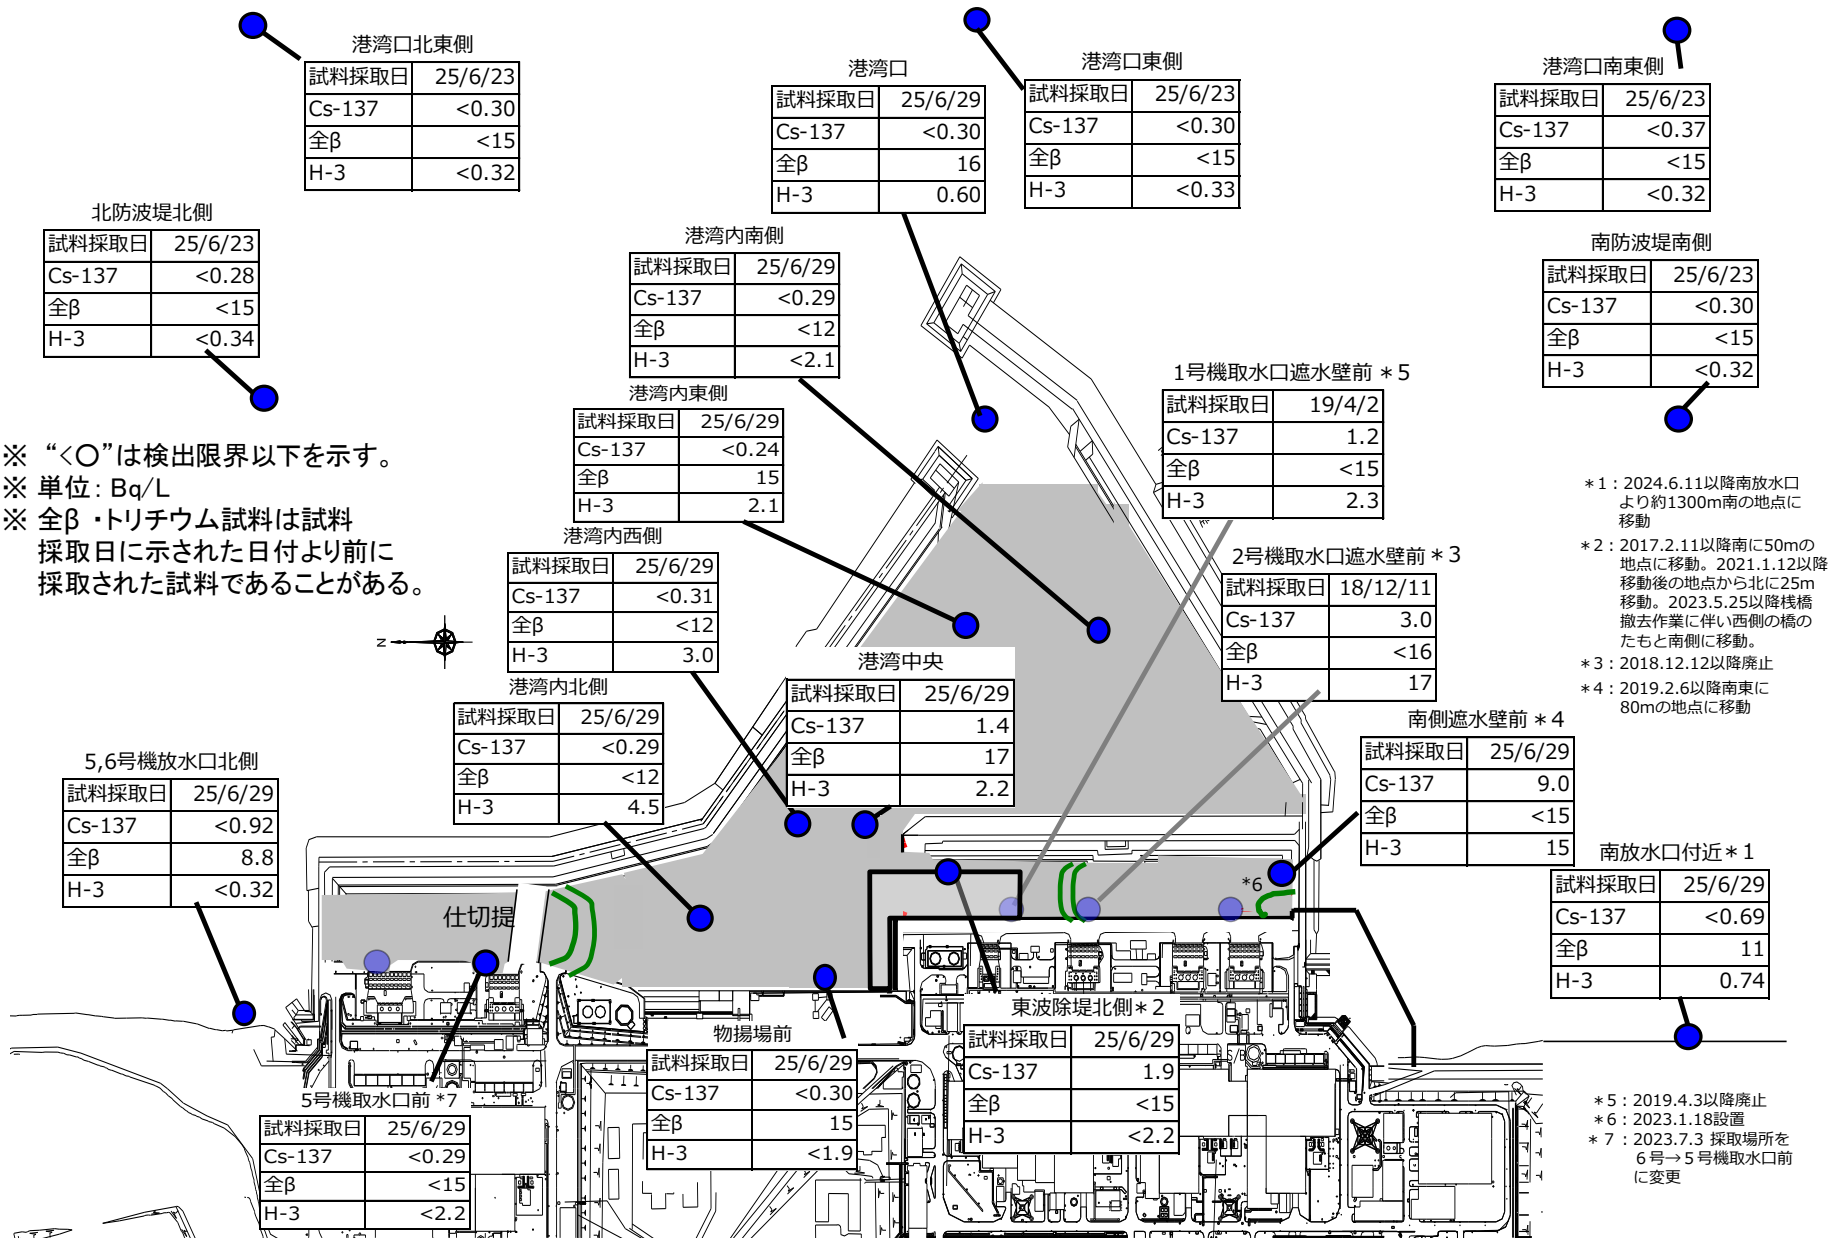 港湾口北東側
試料採取日 25/6/23
Cs-137 <0.30
全β <15
H-3 <0.32
港湾口
試料採取日 25/6/29
Cs-137 <0.30
全β 16
H-3 0.60
港湾口東側
試料採取日 25/6/23
Cs-137 <0.30
全β <15
H-3 <0.33
港湾口南東側
試料採取日 25/6/23
Cs-137 <0.37
全β <15
H-3 <0.32
北防波堤北側
試料採取日 25/6/23
Cs-137 <0.28
全β <15
H-3 <0.34
港湾内南側
試料採取日 25/6/29
Cs-137 <0.29
全β <12
H-3 <2.1
南防波堤南側
試料採取日 25/6/23
Cs-137 <0.30
全β <15
H-3 <0.32
港湾内東側
試料採取日 25/6/29
Cs-137 <0.24
全β 15
H-3 2.1
1号機取水口遮水壁前＊5
試料採取日 19/4/2
Cs-137 1.2
全β <15
H-3 2.3
※ “<○”は検出限界以下を示す。
※ 単位: Bq/L
※ 全β ・トリチウム試料は試料
採取日に示された日付より前に
採取された試料であることがある。
N
港湾内西側
試料採取日 25/6/29
Cs-137 <0.31
全β <12
H-3 3.0
2号機取水口遮水壁前＊3
試料採取日 18/12/11
Cs-137 3.0
全β <16
H-3 17
＊1：2024.6.11以降南放水口
より約1300m南の地点に
移動
＊2：2017.2.11以降南に50mの
地点に移動。2021.1.12以降
移動後の地点から北に25m
移動。2023.5.25以降桟橋
撤去作業に伴い西側の橋の
たもと南側に移動。
＊3：2018.12.12以降廃止
＊4：2019.2.6以降南東に
80mの地点に移動
港湾中央
試料採取日 25/6/29
Cs-137 1.4
全β 17
H-3 2.2
港湾内北側
試料採取日 25/6/29
Cs-137 <0.29
全β <12
H-3 4.5
南側遮水壁前＊4
試料採取日 25/6/29
Cs-137 9.0
全β <15
H-3 15
5,6号機放水口北側
試料採取日 25/6/29
Cs-137 <0.92
全β 8.8
H-3 <0.32
仕切提
*6
南放水口付近＊1
試料採取日 25/6/29
Cs-137 <0.69
全β 11
H-3 0.74
東波除堤北側＊2
試料採取日 25/6/29
Cs-137 1.9
全β <15
H-3 <2.2
S/B
物揚場前
試料採取日 25/6/29
Cs-137 <0.30
全β 15
H-3 <1.9
5号機取水口前 *7
試料採取日 25/6/29
Cs-137 <0.29
全β <15
H-3 <2.2
＊5：2019.4.3以降廃止
＊6：2023.1.18設置
＊7：2023.7.3 採取場所を
６号→５号機取水口前
に変更